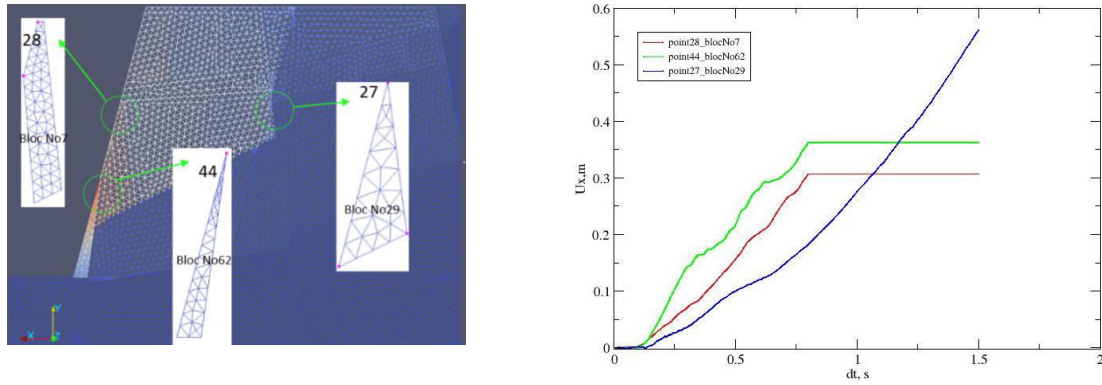 28
Bloc No7
44
Bloc No62
27
Bloc No29
Y
X
Z
0.6
0.5
0.4
0.3
0.2
0.1
0
Ux,m
point28_blocNo7
point44_blocNo62
point27_blocNo29
0 0.5 1 1.5 2
dt, s